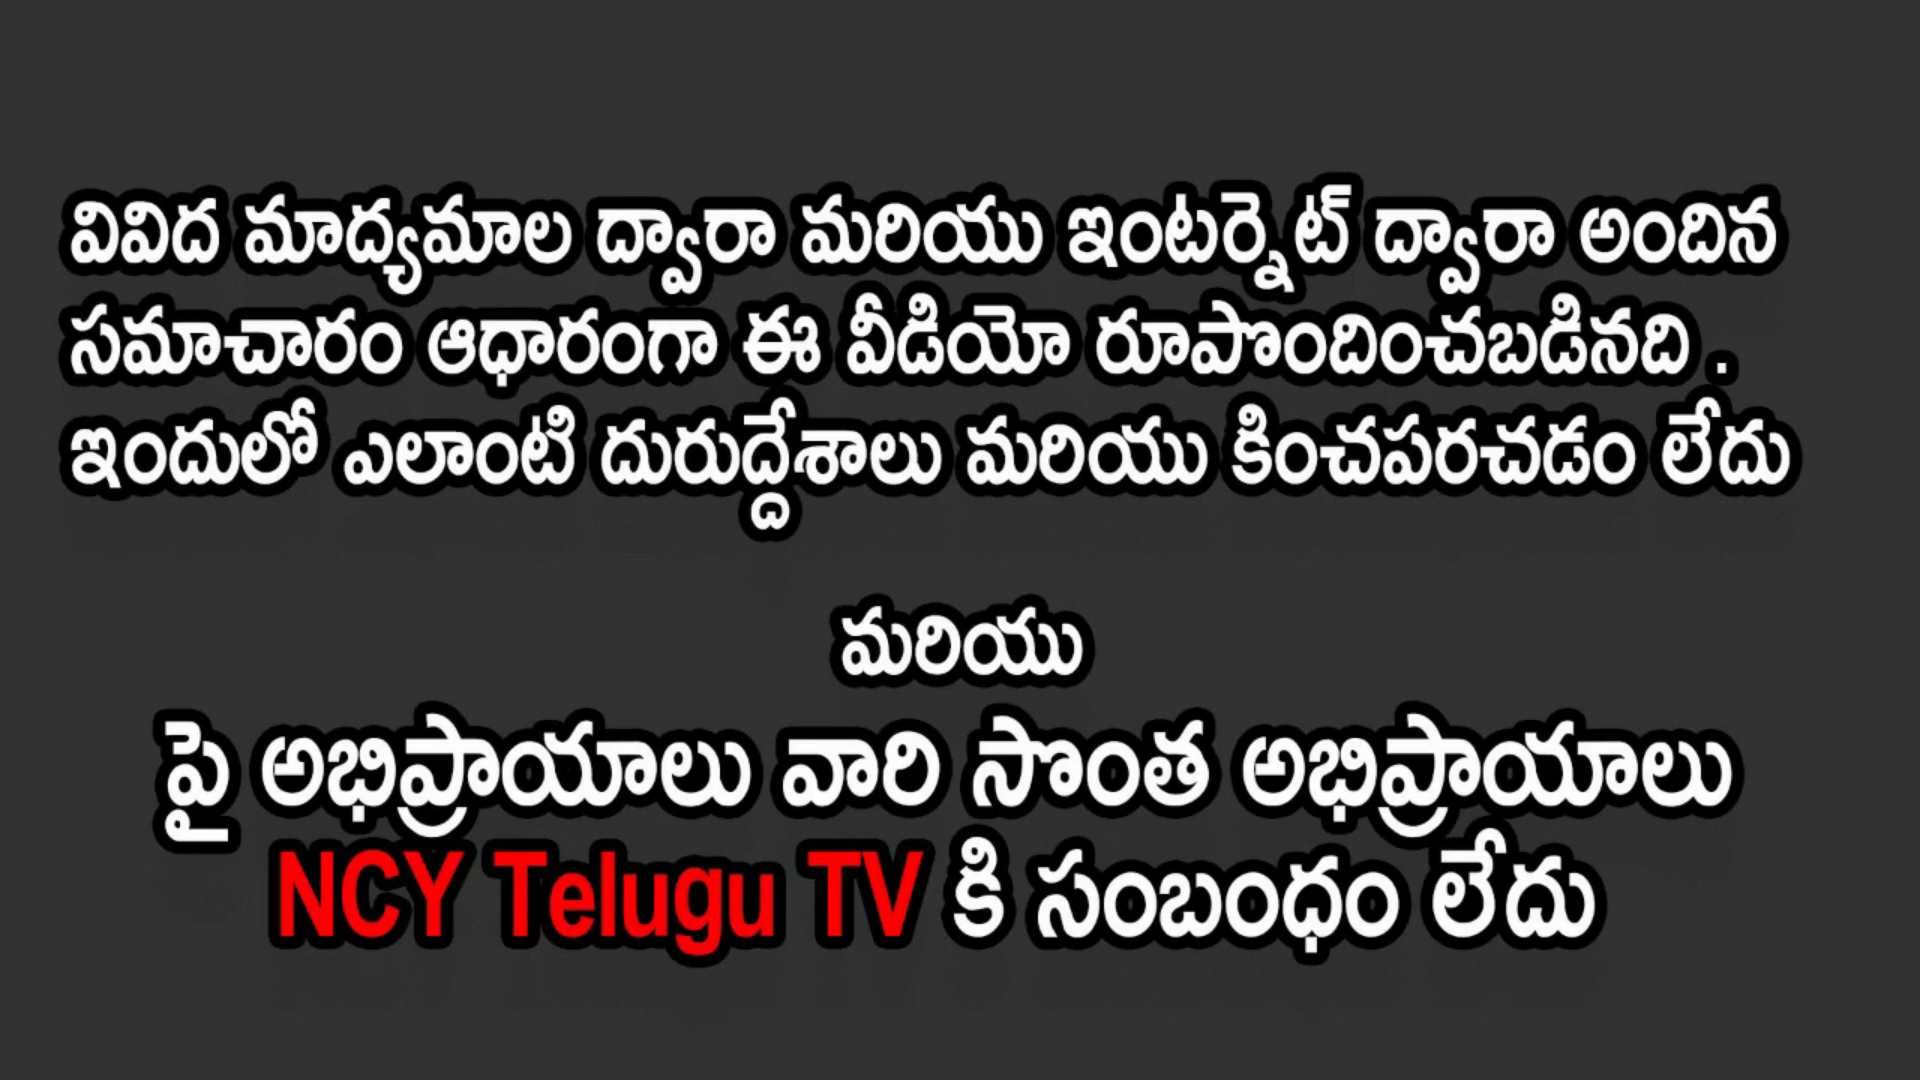 వివిద మాద్యమాల ద్వారా మరియు ఇంటర్నెట్ ద్వారా అందిన
సమాచారం ఆధారంగా ఈ వీడియో రూపొందించబడినది .
ఇందులో ఎలాంటి దురుద్దేశాలు మరియు కించపరచడం లేదు
మరియు
పై అభిప్రాయాలు వారి సొంత అభిప్రాయాలు
NCY Telugu TV కి సంబంధం లేదు